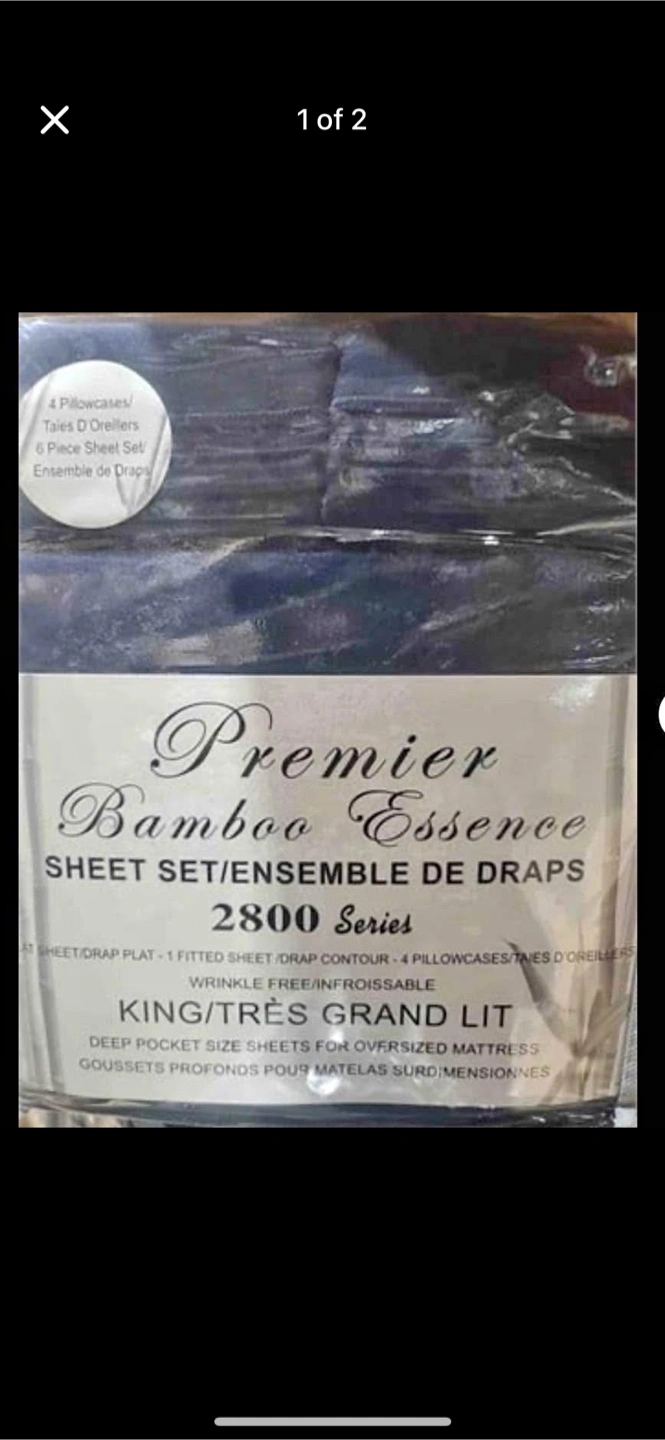 1 of 2
4 Pillowcases/
Taies D'Oreillers
6 Piece Sheet Set/
Ensemble de Draps
Premier
Bamboo Essence
SHEET SET/ENSEMBLE DE DRAPS
2800 Series
SHEET/DRAP PLAT - 1 FITTED SHEET /DRAP CONTOUR - 4 PILLOWCASES/TAIES D'OREILLERS
WRINKLE FREE/INFROISSABLE
KING/TRÈS GRAND LIT
DEEP POCKET SIZE SHEETS FOR OVERSIZED MATTRESS
GOUSSETS PROFONDS POUR MATELAS SURDIMENSIONNES